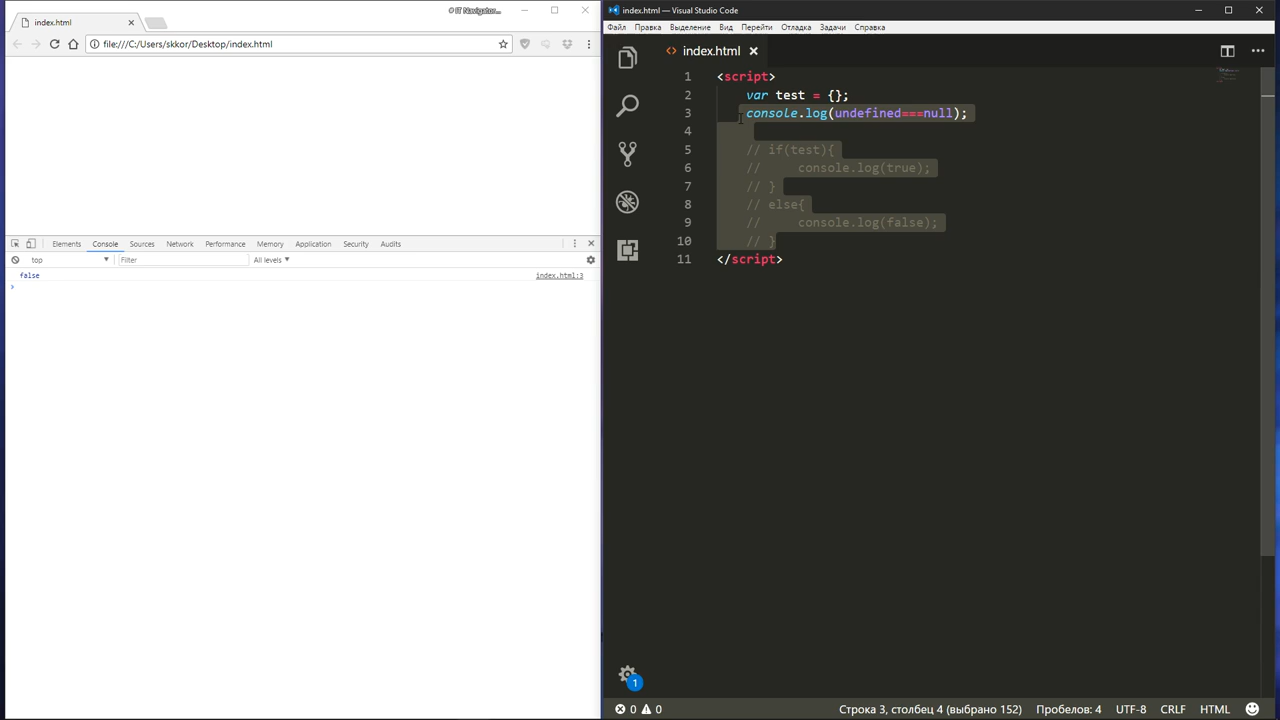 index.html
# IT Navigator...
file:///C:/Users/skkor/Desktop/index.html
Elements Console Sources Network Performance Memory Application Security Audits
top Filter All levels
false index.html:3
index.html — Visual Studio Code
Файл Правка Выделение Вид Перейти Отладка Задачи Справка
index.html
1 <script>
2 var test = {};
3 console.log(undefined===null);
4
5 // if(test){
6 // console.log(true);
7 // }
8 // else{
9 // console.log(false);
10 // }
11 </script>
1
0 0 Строка 3, столбец 4 (выбрано 152) Пробелов: 4 UTF-8 CRLF HTML